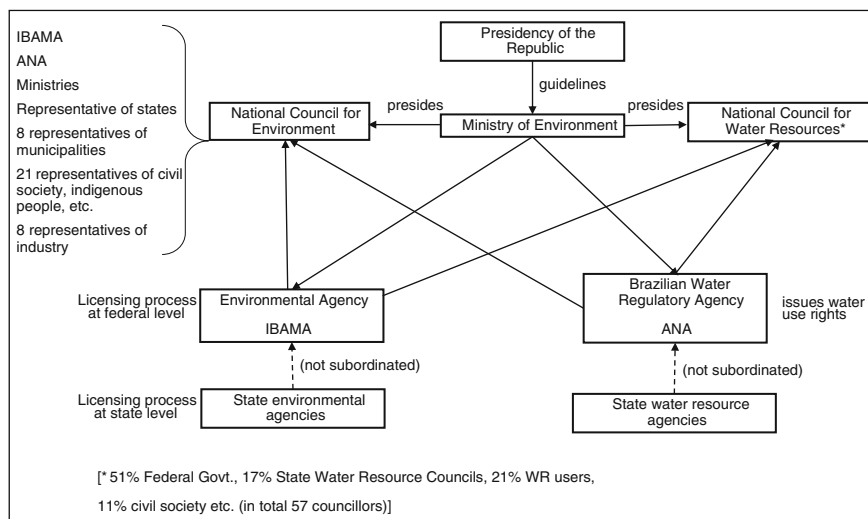 IBAMA
ANA
Ministries
Representative of states
8 representatives of
municipalities
21 representatives of civil
society, indigenous
people, etc.
8 representatives of
industry
Presidency of the
Republic
guidelines
National Council for
Environment
presides
Ministry of Environment
presides
National Council for
Water Resources*
Licensing process
at federal level
Environmental Agency
IBAMA
Brazilian Water
Regulatory Agency
ANA
issues water
use rights
(not subordinated)
(not subordinated)
Licensing process
at state level
State environmental
agencies
State water resource
agencies
[* 51% Federal Govt., 17% State Water Resource Councils, 21% WR users,
11% civil society etc. (in total 57 councillors)]